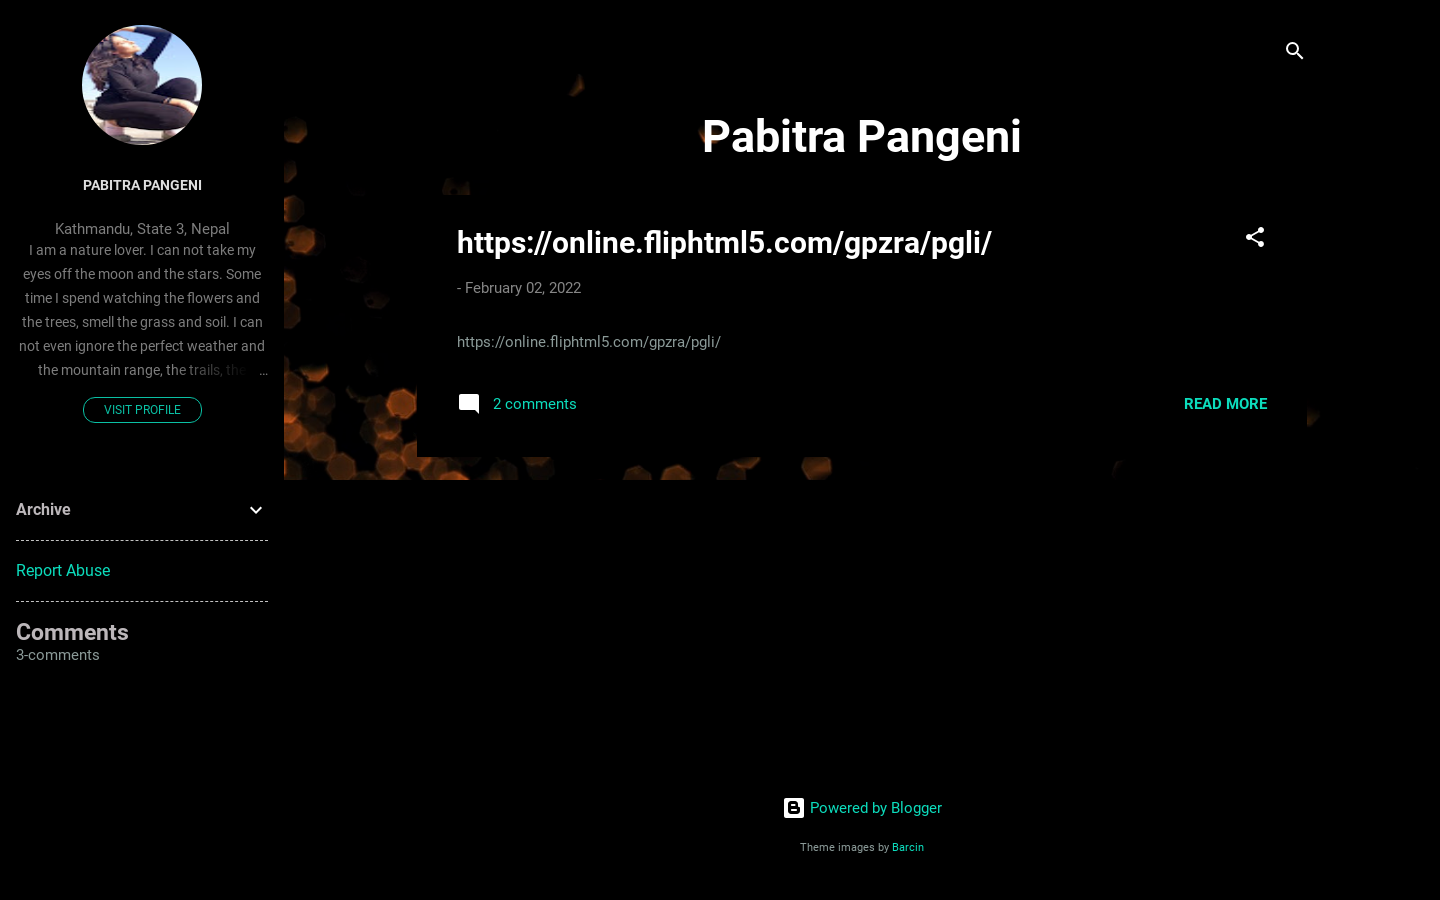 PABITRA PANGENI
Kathmandu, State 3, Nepal
I am a nature lover. I can not take my
eyes off the moon and the stars. Some
time I spend watching the flowers and
the trees, smell the grass and soil. I can
not even ignore the perfect weather and
the mountain range, the trails, the ...
VISIT PROFILE
Archive
Report Abuse
Comments
3-comments
Pabitra Pangeni
https://online.fliphtml5.com/gpzra/pgli/
- February 02, 2022
https://online.fliphtml5.com/gpzra/pgli/
2 comments
READ MORE
Powered by Blogger
Theme images by Barcin